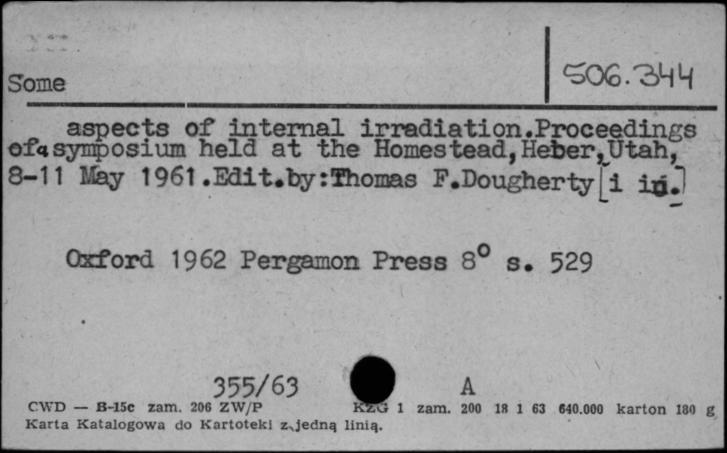 506.344
Some
aspects of internal irradiation.Proceedings
of a symposium held at the Homestead,Heber,Utah,
8-11 May 1961.Edit.by:Thomas F.Dougherty[i in.]
Oxford 1962 Pergamon Press 8° s. 529
355/63 A
CWD — B-15c zam. 206 ZW/P KZG 1 zam. 200 18 1 63 640.000 karton 180 g
Karta Katalogowa do Kartoteki z jedną linią.